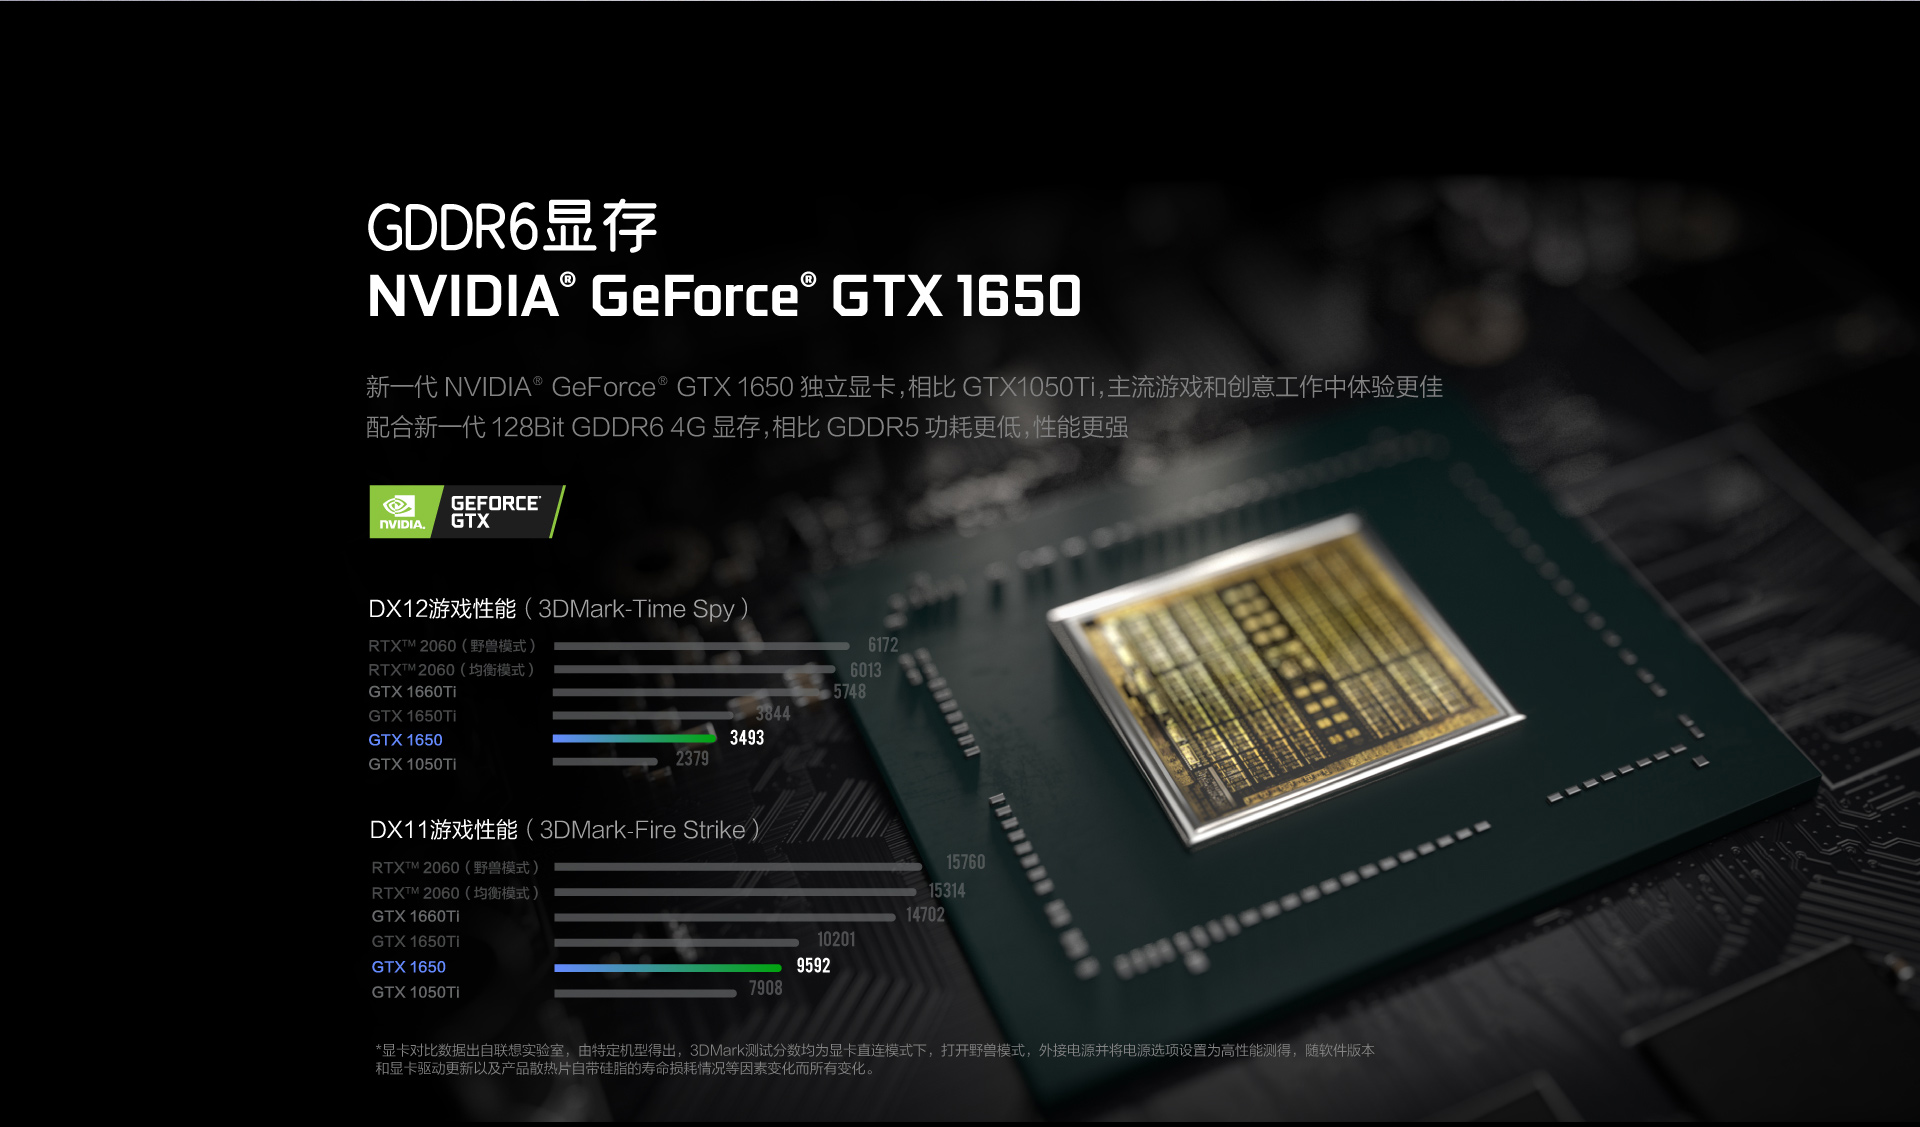 GDDR6显存
NVIDIA® GeForce® GTX 1650
新一代 NVIDIA® GeForce® GTX 1650 独立显卡，相比 GTX1050Ti，主流游戏和创意工作中体验更佳
配合新一代 128Bit GDDR6 4G 显存，相比 GDDR5 功耗更低，性能更强
NVIDIA. GEFORCE GTX
DX12游戏性能（3DMark-Time Spy）
RTX™ 2060（野兽模式） 6172
RTX™ 2060（均衡模式） 6013
GTX 1660Ti 5748
GTX 1650Ti 3844
GTX 1650 3493
GTX 1050Ti 2379
DX11游戏性能（3DMark-Fire Strike）
RTX™ 2060（野兽模式） 15760
RTX™ 2060（均衡模式） 15314
GTX 1660Ti 14702
GTX 1650Ti 10201
GTX 1650 9592
GTX 1050Ti 7908
*显卡对比数据出自联想实验室，由特定机型得出，3DMark测试分数均为显卡直连模式下，打开野兽模式，外接电源并将电源选项设置为高性能测得，随软件版本
和显卡驱动更新以及产品散热片自带硅脂的寿命损耗情况等因素变化而所有变化。